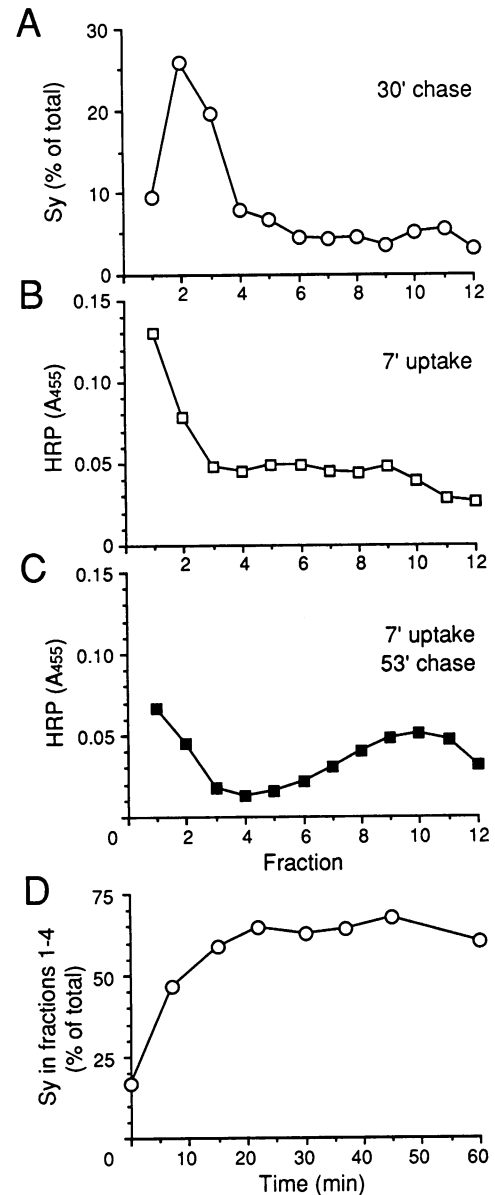 A
30
20
10
0
Sy (% of total)
30' chase
2 4 6 8 10 12
B
0.15
0.10
0.05
0
HRP (A455)
7' uptake
2 4 6 8 10 12
C
0.15
0.10
0.05
HRP (A455)
7' uptake
53' chase
0 2 4 6 8 10 12
Fraction
D
75
50
25
Sy in fractions 1-4
(% of total)
0 10 20 30 40 50 60
Time (min)